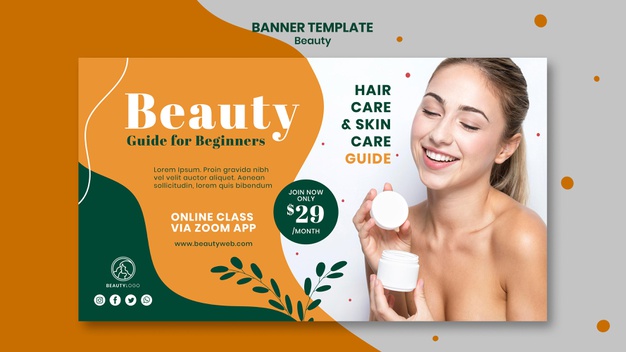 BANNER TEMPLATE
Beauty
Beauty
Guide for Beginners
Lorem Ipsum. Proin gravida nibh
vel velit auctor aliquet. Aenean
sollicitudin, lorem quis bibendum
ONLINE CLASS
VIA ZOOM APP
www.beautyweb.com
BEAUTYLOGO
JOIN NOW
ONLY
$29
/MONTH
HAIR
CARE
& SKIN
CARE
GUIDE